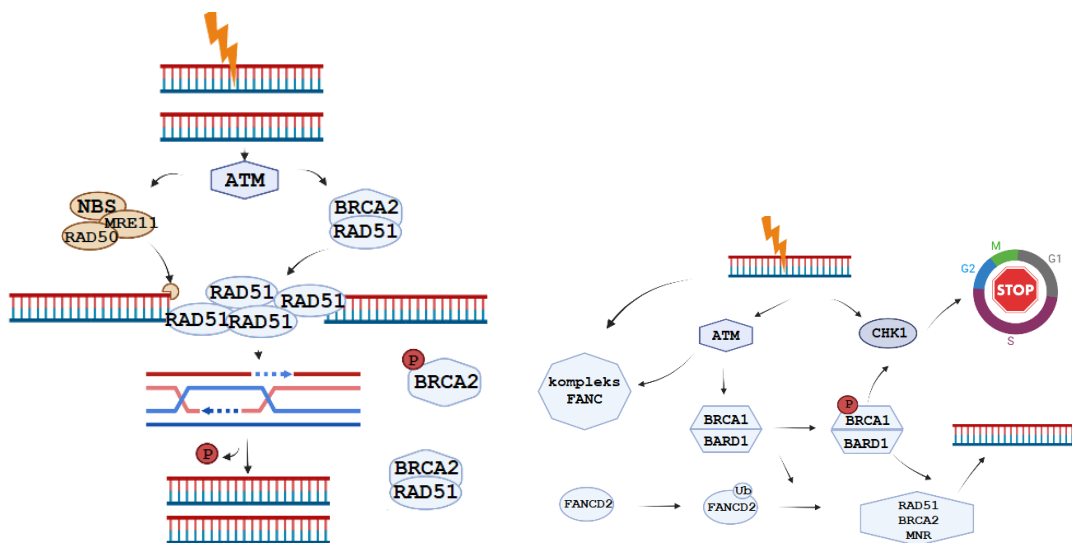 ATM
NBS
MRE11
RAD50
BRCA2
RAD51
RAD51
RAD51
RAD51
RAD51
P
BRCA2
P
BRCA2
RAD51
M
G1
G2
STOP
S
ATM
CHK1
kompleks
FANC
BRCA1
BARD1
P
BRCA1
BARD1
FANCD2
Ub
FANCD2
RAD51
BRCA2
MNR